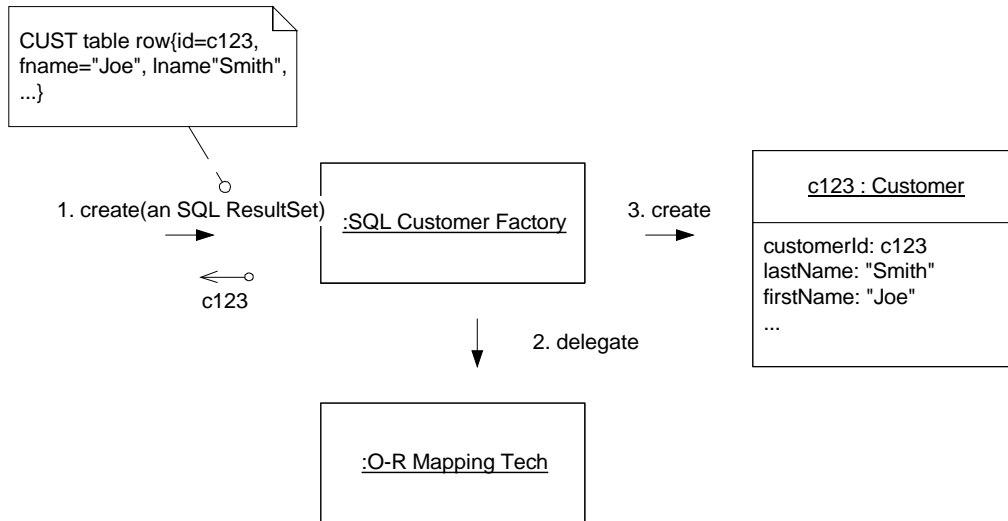 CUST table row{id=c123,
fname="Joe", lname"Smith",
...}
1. create(an SQL ResultSet)
c123
:SQL Customer Factory
3. create
c123 : Customer
customerId: c123
lastName: "Smith"
firstName: "Joe"
...
2. delegate
:O-R Mapping Tech